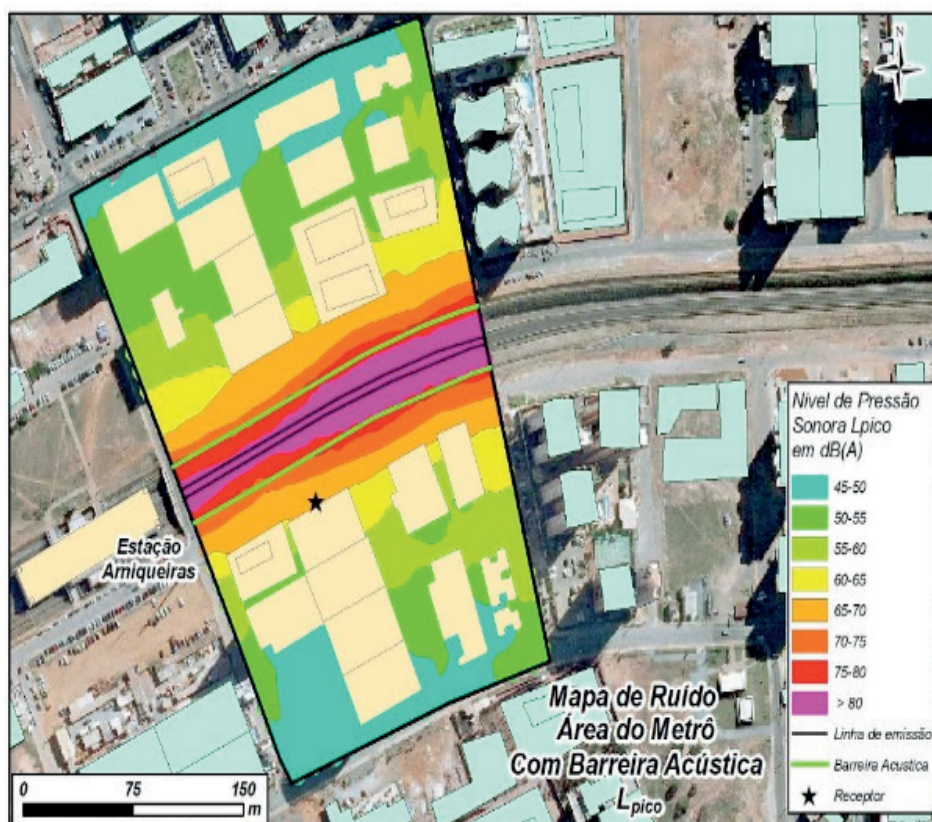 N
Estação
Arniqueiras
Nivel de Pressão
Sonora Lpico
em dB(A)
45-50
50-55
55-60
60-65
65-70
70-75
75-80
> 80
Linha de emissão
Barreira Acustica
Receptor
Mapa de Ruído
Área do Metrô
Com Barreira Acústica
Lpico
0 75 150
m